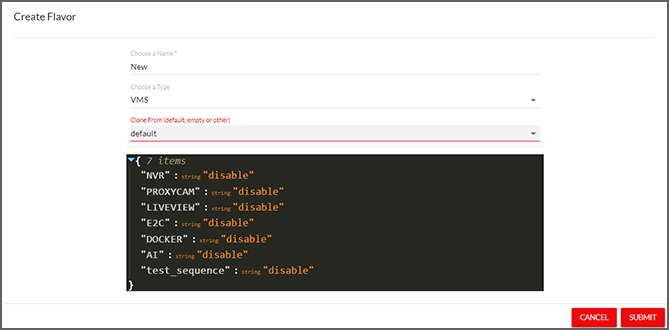 Create Flavor
Choose a Name *
New
Choose a Type
VMS
Clone From (default, empty or other)
default
{ 7 items
"NVR" : string "disable"
"PROXYCAM" : string "disable"
"LIVEVIEW" : string "disable"
"E2C" : string "disable"
"DOCKER" : string "disable"
"AI" : string "disable"
"test_sequence" : string "disable"
}
CANCEL SUBMIT